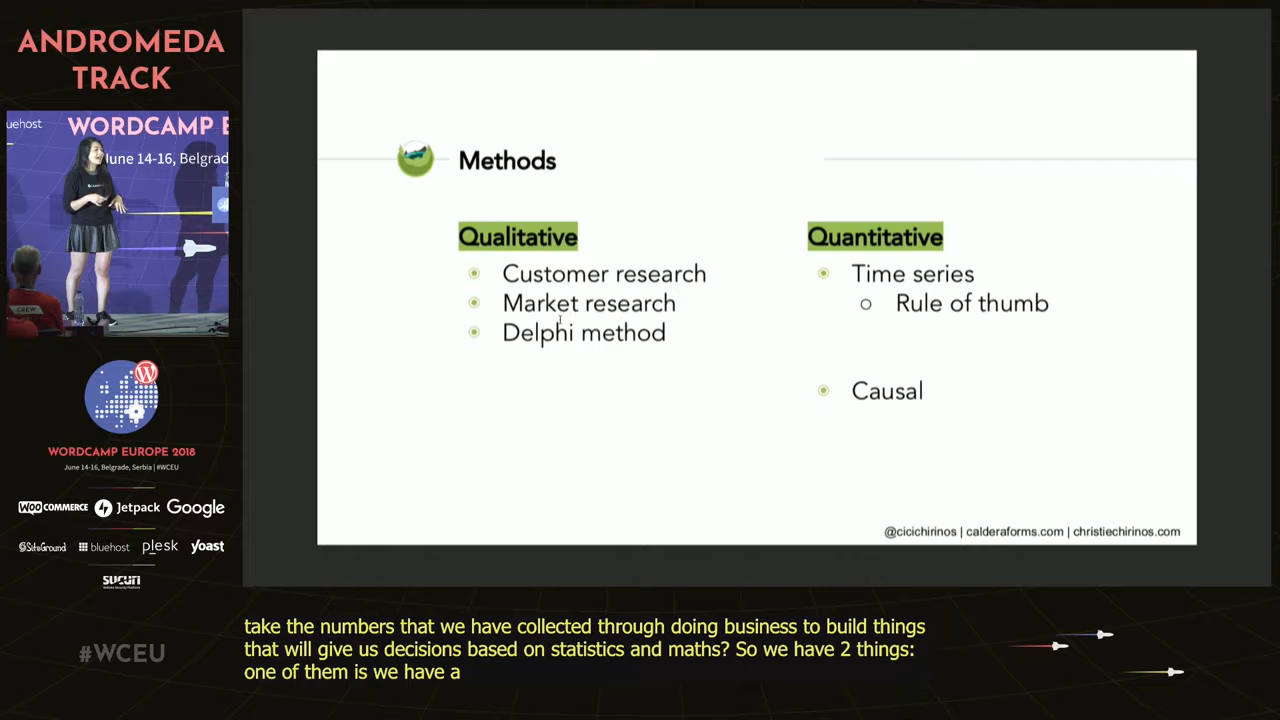 ANDROMEDA
TRACK
uehost
WORDCAMP E
June 14-16, Belgrad
CREW
WORDCAMP EUROPE 2018
June 14-16, Belgrade, Serbia | #WCEU
WOO COMMERCE Jetpack Google
SiteGround bluehost plesk yoast
SUCURI
#WCEU
Methods
Qualitative
Customer research
Market research
Delphi method
Quantitative
Time series
Rule of thumb
Causal
@cicichirinos | calderaforms.com | christiechirinos.com
take the numbers that we have collected through doing business to build things
that will give us decisions based on statistics and maths? So we have 2 things:
one of them is we have a